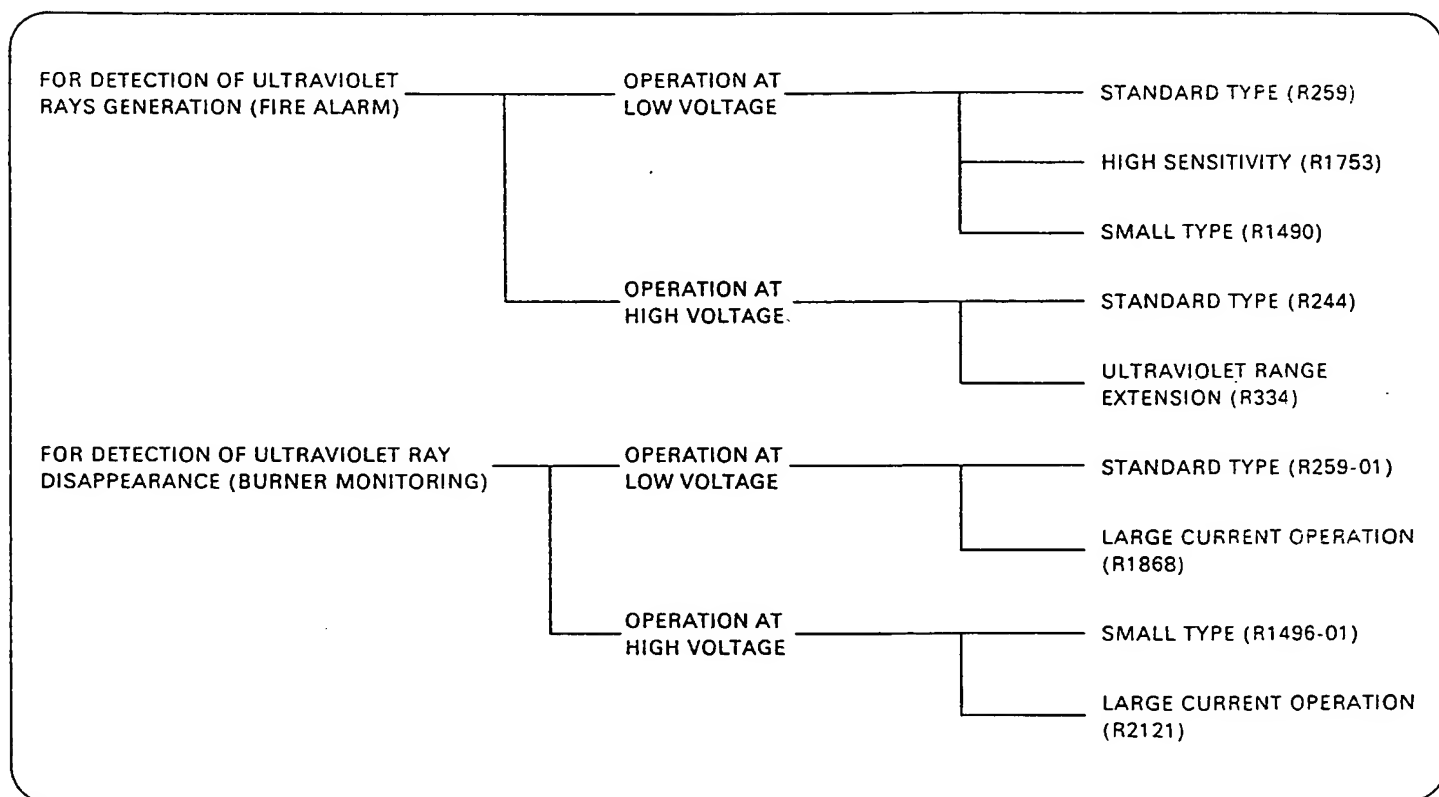 FOR DETECTION OF ULTRAVIOLET
RAYS GENERATION (FIRE ALARM)
OPERATION AT
LOW VOLTAGE
STANDARD TYPE (R259)
HIGH SENSITIVITY (R1753)
SMALL TYPE (R1490)
OPERATION AT
HIGH VOLTAGE
STANDARD TYPE (R244)
ULTRAVIOLET RANGE
EXTENSION (R334)
FOR DETECTION OF ULTRAVIOLET RAY
DISAPPEARANCE (BURNER MONITORING)
OPERATION AT
LOW VOLTAGE
STANDARD TYPE (R259-01)
LARGE CURRENT OPERATION
(R1868)
OPERATION AT
HIGH VOLTAGE
SMALL TYPE (R1496-01)
LARGE CURRENT OPERATION
(R2121)